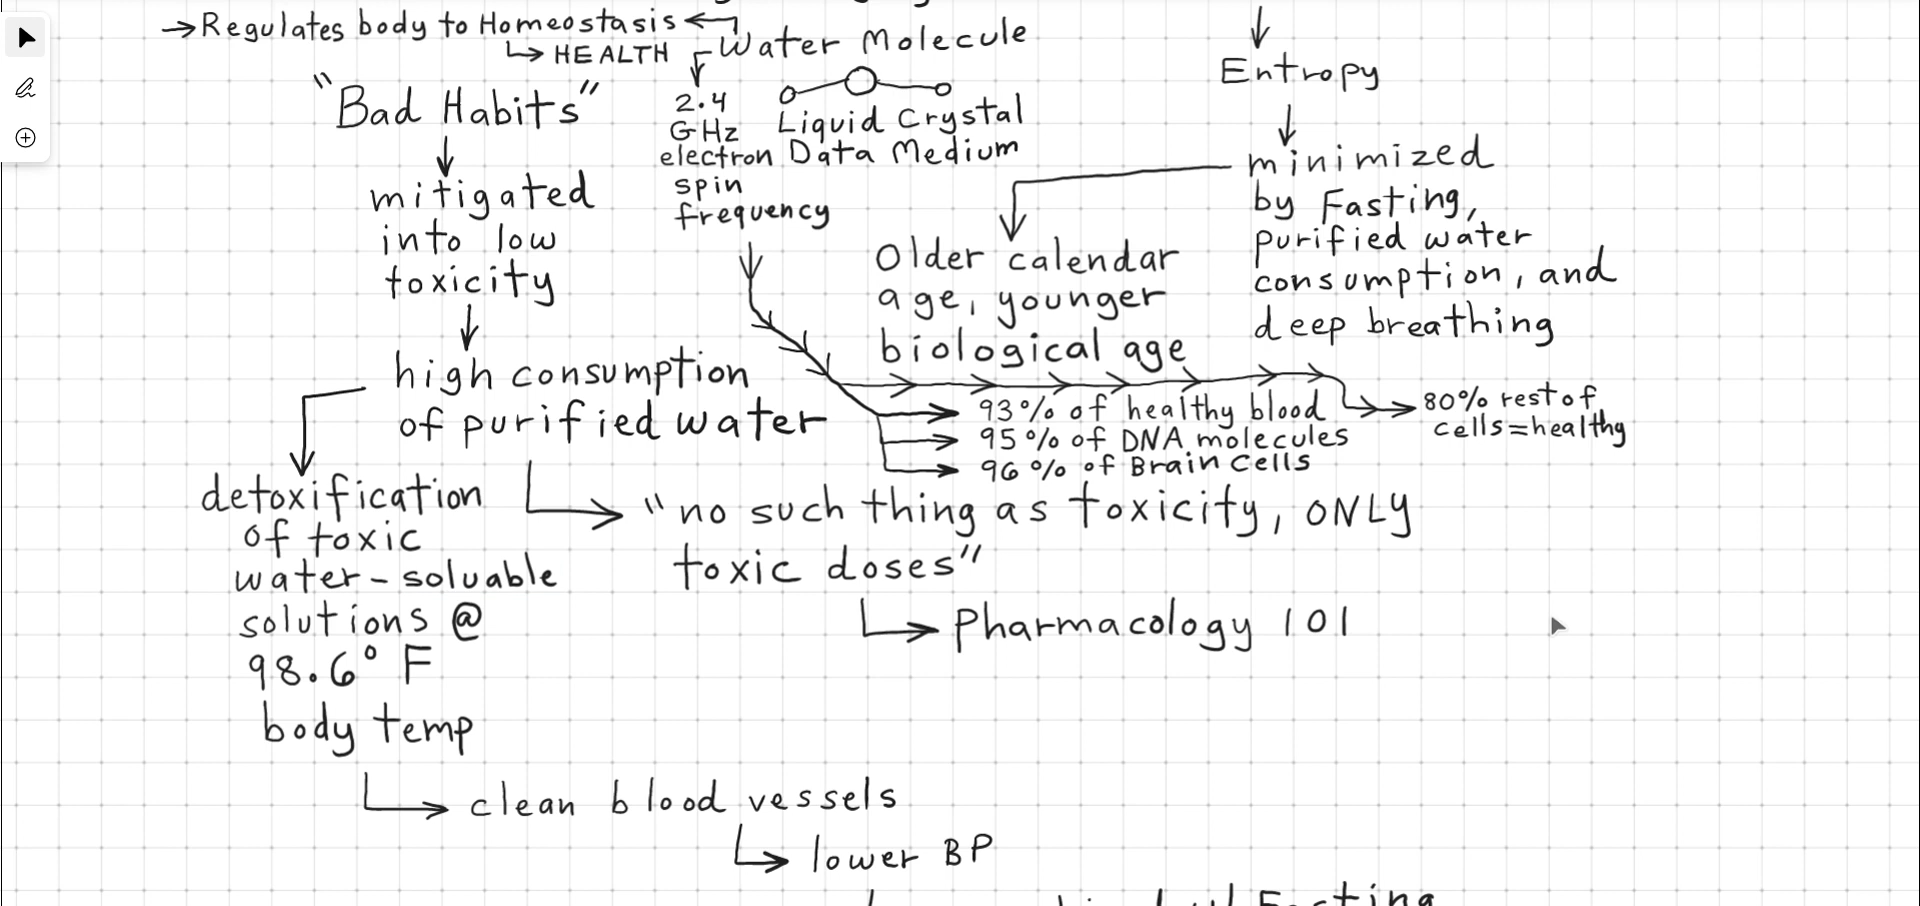 →Regulates body to Homeostasis
↳ HEALTH
Water Molecule
2.4
GHz
electron
spin
frequency
Liquid Crystal
Data Medium
"Bad Habits"
mitigated
into low
toxicity
high consumption
of purified water
detoxification
of toxic
water-soluable
solutions @
98.6° F
body temp
clean blood vessels
lower BP
"no such thing as toxicity, ONLY
toxic doses"
Pharmacology 101
Entropy
minimized
by Fasting,
purified water
consumption, and
deep breathing
Older calendar
age, younger
biological age
93% of healthy blood
95% of DNA molecules
96% of Brain Cells
80% rest of
cells=healthy
Fasting